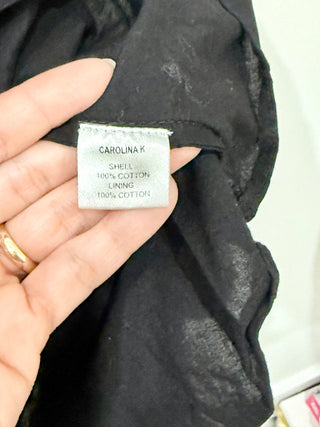 CAROLINA K
SHELL
100% COTTON
LINING
100% COTTON